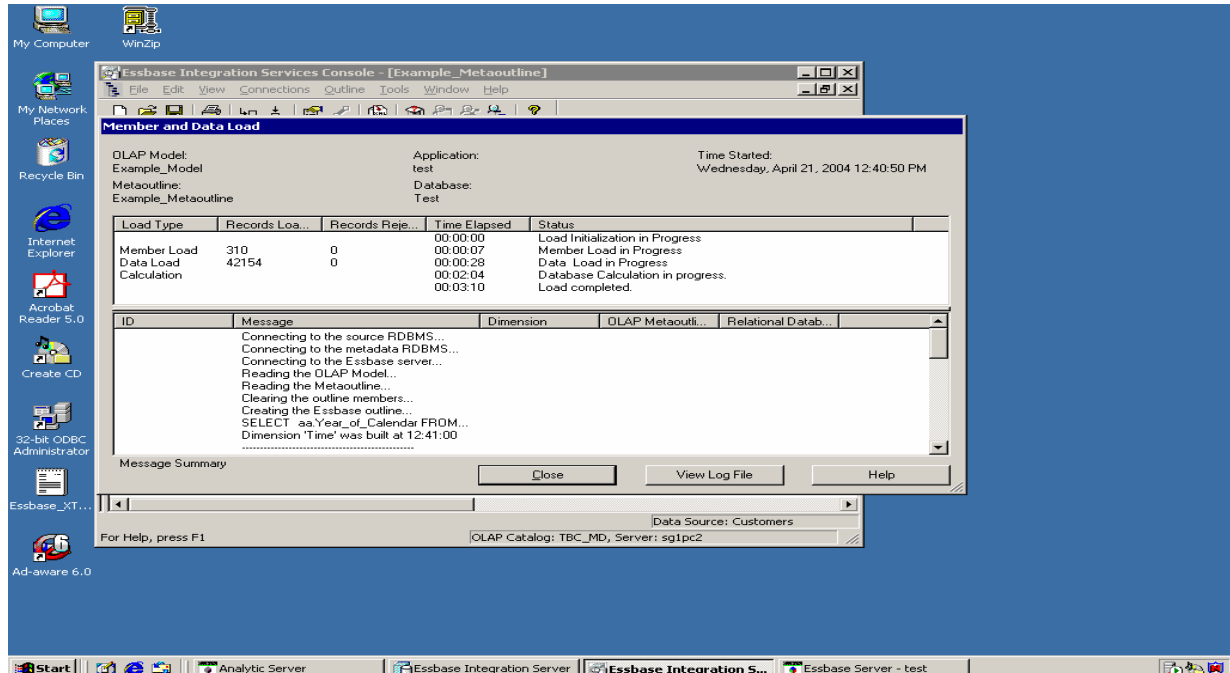 My Computer
WinZip
Essbase Integration Services Console - [Example_Metaoutline]
File Edit View Connections Outline Tools Window Help
My Network Places
Member and Data Load
OLAP Model:
Example_Model
Application:
test
Time Started:
Wednesday, April 21, 2004 12:40:50 PM
Metaoutline:
Example_Metaoutline
Database:
Test
Recycle Bin
Load Type Records Loa... Records Reje... Time Elapsed Status
00:00:00 Load Initialization in Progress
Member Load 310 0 00:00:07 Member Load in Progress
Data Load 42154 0 00:00:28 Data Load in Progress
Calculation 00:02:04 Database Calculation in progress.
00:03:10 Load completed.
Internet Explorer
Acrobat Reader 5.0
ID Message Dimension OLAP Metaoutli... Relational Datab...
Connecting to the source RDBMS...
Connecting to the metadata RDBMS...
Connecting to the Essbase server...
Reading the OLAP Model...
Reading the Metaoutline...
Clearing the outline members...
Creating the Essbase outline...
SELECT aa.Year_of_Calendar FROM...
Dimension 'Time' was built at 12:41:00
--------------------------------------------
Create CD
32-bit ODBC Administrator
Message Summary
Close View Log File Help
Essbase_XT...
Data Source: Customers
For Help, press F1
OLAP Catalog: TBC_MD, Server: sg1pc2
Ad-aware 6.0
Start Analytic Server Essbase Integration Server Essbase Integration S... Essbase Server - test